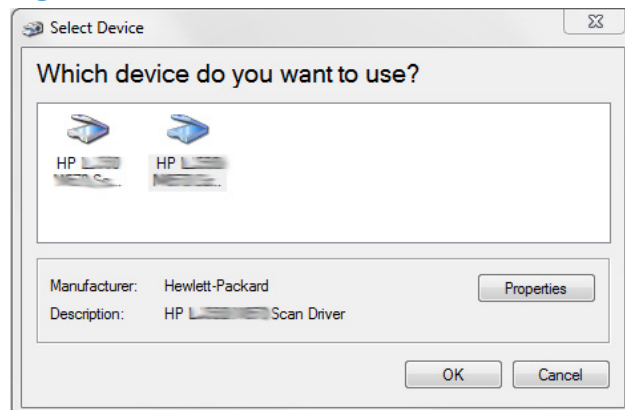 Select Device
Which device do you want to use?
HP
HP
Manufacturer: Hewlett-Packard
Properties
Description: HP Scan Driver
OK Cancel